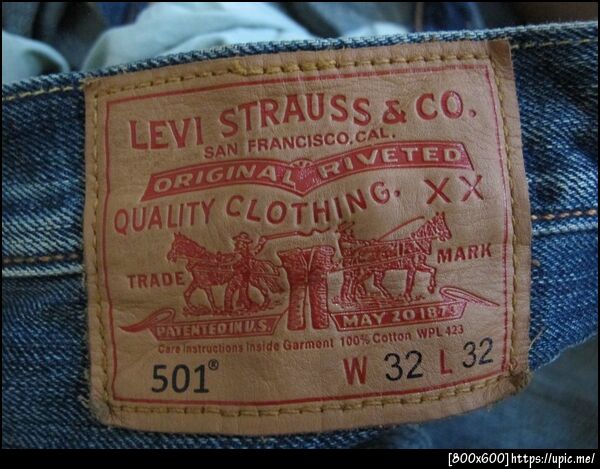 LEVI STRAUSS & CO.
SAN FRANCISCO, CAL.
ORIGINAL RIVETED
QUALITY CLOTHING. XX
TRADE MARK
PATENTED IN U.S. MAY 20 1873
Care instructions Inside Garment 100% Cotton WPL 423
501® W 32 L 32
[800x600]https://upic.me/